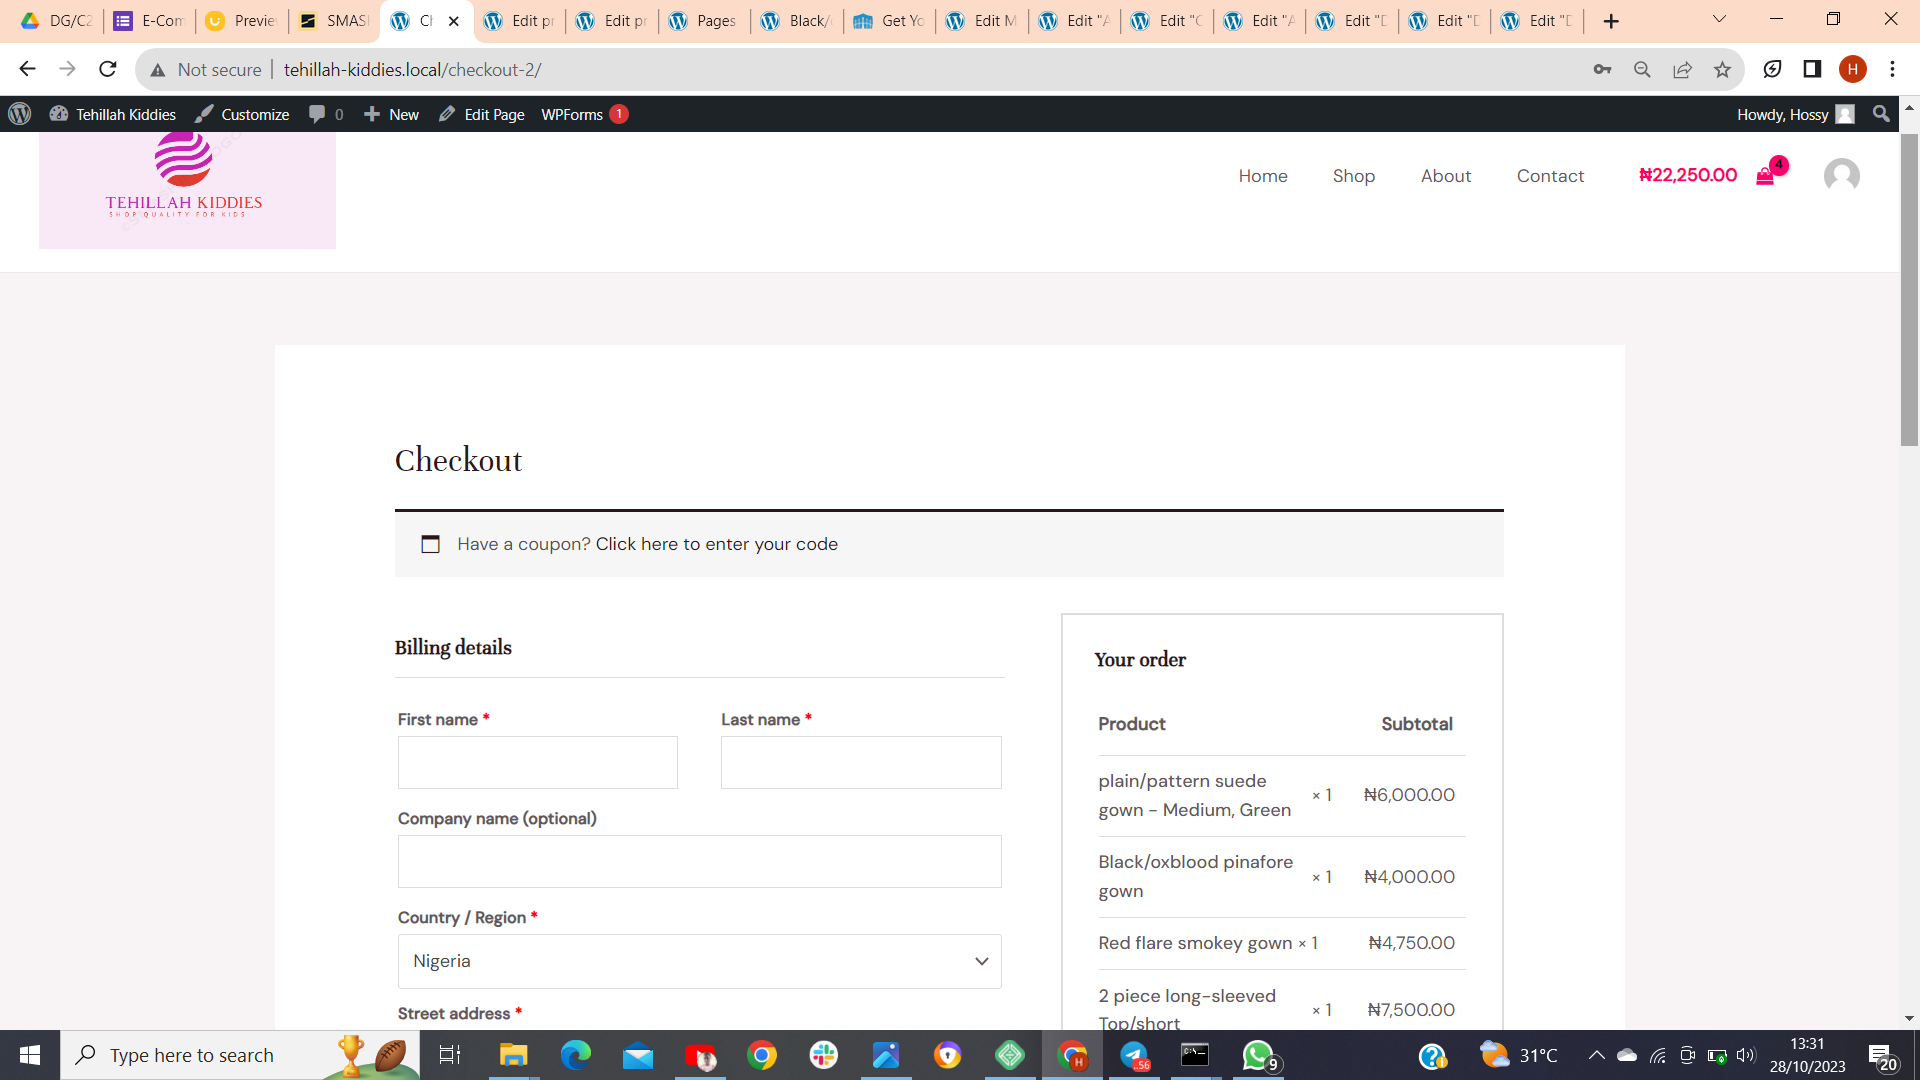 DG/C2
E-Com
Previe
SMAS
Ch
Edit pr
Edit pr
Pages
Black/
Get Yo
Edit M
Edit "A
Edit "C
Edit "A
Edit "D
Edit "D
Edit "D
Not secure tehillah-kiddies.local/checkout-2/
H
Tehillah Kiddies
Customize
0
New
Edit Page
WPForms 1
Howdy, Hossy
TEHILLAH KIDDIES
SHOP QUALITY FOR KIDS
Home
Shop
About
Contact
₦22,250.00
4
Checkout
Have a coupon? Click here to enter your code
Billing details
First name *
Last name *
Company name (optional)
Country / Region *
Nigeria
Street address *
Your order
Product Subtotal
plain/pattern suede
gown - Medium, Green
× 1 ₦6,000.00
Black/oxblood pinafore
gown
× 1 ₦4,000.00
Red flare smokey gown × 1 ₦4,750.00
2 piece long-sleeved
Top/short
× 1 ₦7,500.00
Type here to search
H
.56
9
31°C
13:31
28/10/2023
20